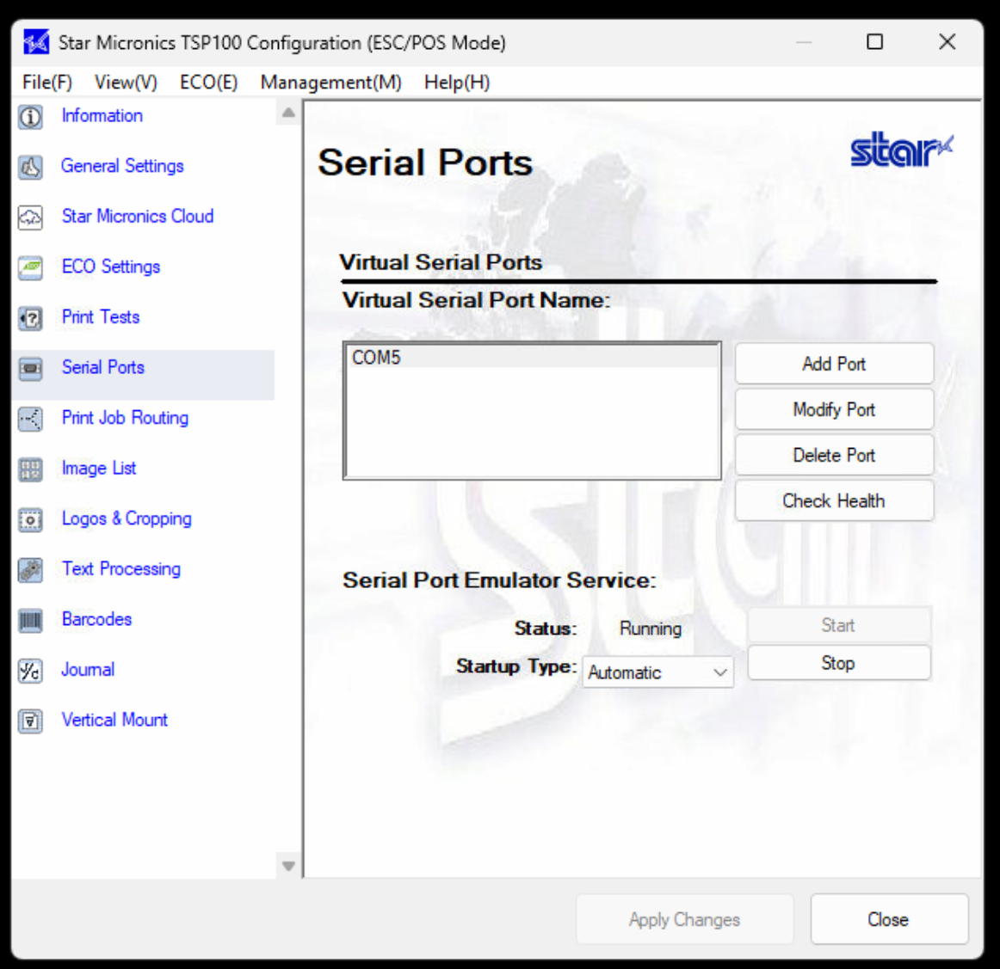 Star Micronics TSP100 Configuration (ESC/POS Mode)
File(F) View(V) ECO(E) Management(M) Help(H)
Information
General Settings
Star Micronics Cloud
ECO Settings
Print Tests
Serial Ports
Print Job Routing
Image List
Logos & Cropping
Text Processing
Barcodes
Journal
Vertical Mount
Serial Ports
star
Virtual Serial Ports
Virtual Serial Port Name:
COM5
Add Port
Modify Port
Delete Port
Check Health
Serial Port Emulator Service:
Status: Running Start
Startup Type: Automatic Stop
Apply Changes Close